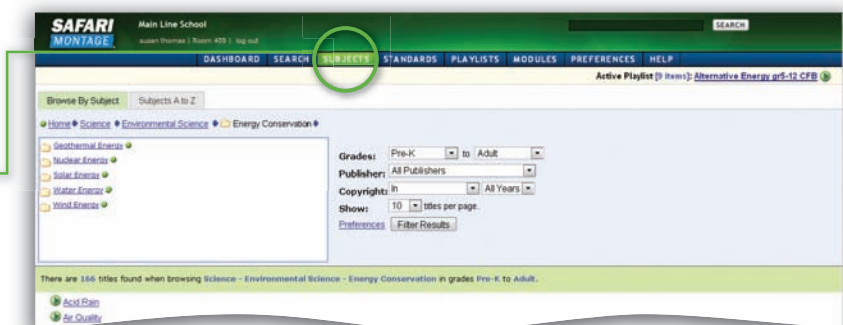 SAFARI MONTAGE
Main Line School
susan thomas | Room 405 | log out
SEARCH
DASHBOARD SEARCH SUBJECTS STANDARDS PLAYLISTS MODULES PREFERENCES HELP
Active Playlist [9 items]: Alternative Energy gr5-12 CFB
Browse By Subject Subjects A to Z
Home Science Environmental Science Energy Conservation
Geothermal Energy
Nuclear Energy
Solar Energy
Water Energy
Wind Energy
Grades: Pre-K to Adult
Publisher: All Publishers
Copyright: In All Years
Show: 10 titles per page.
Preferences Filter Results
There are 166 titles found when browsing Science - Environmental Science - Energy Conservation in grades Pre-K to Adult.
Acid Rain
Air Quality